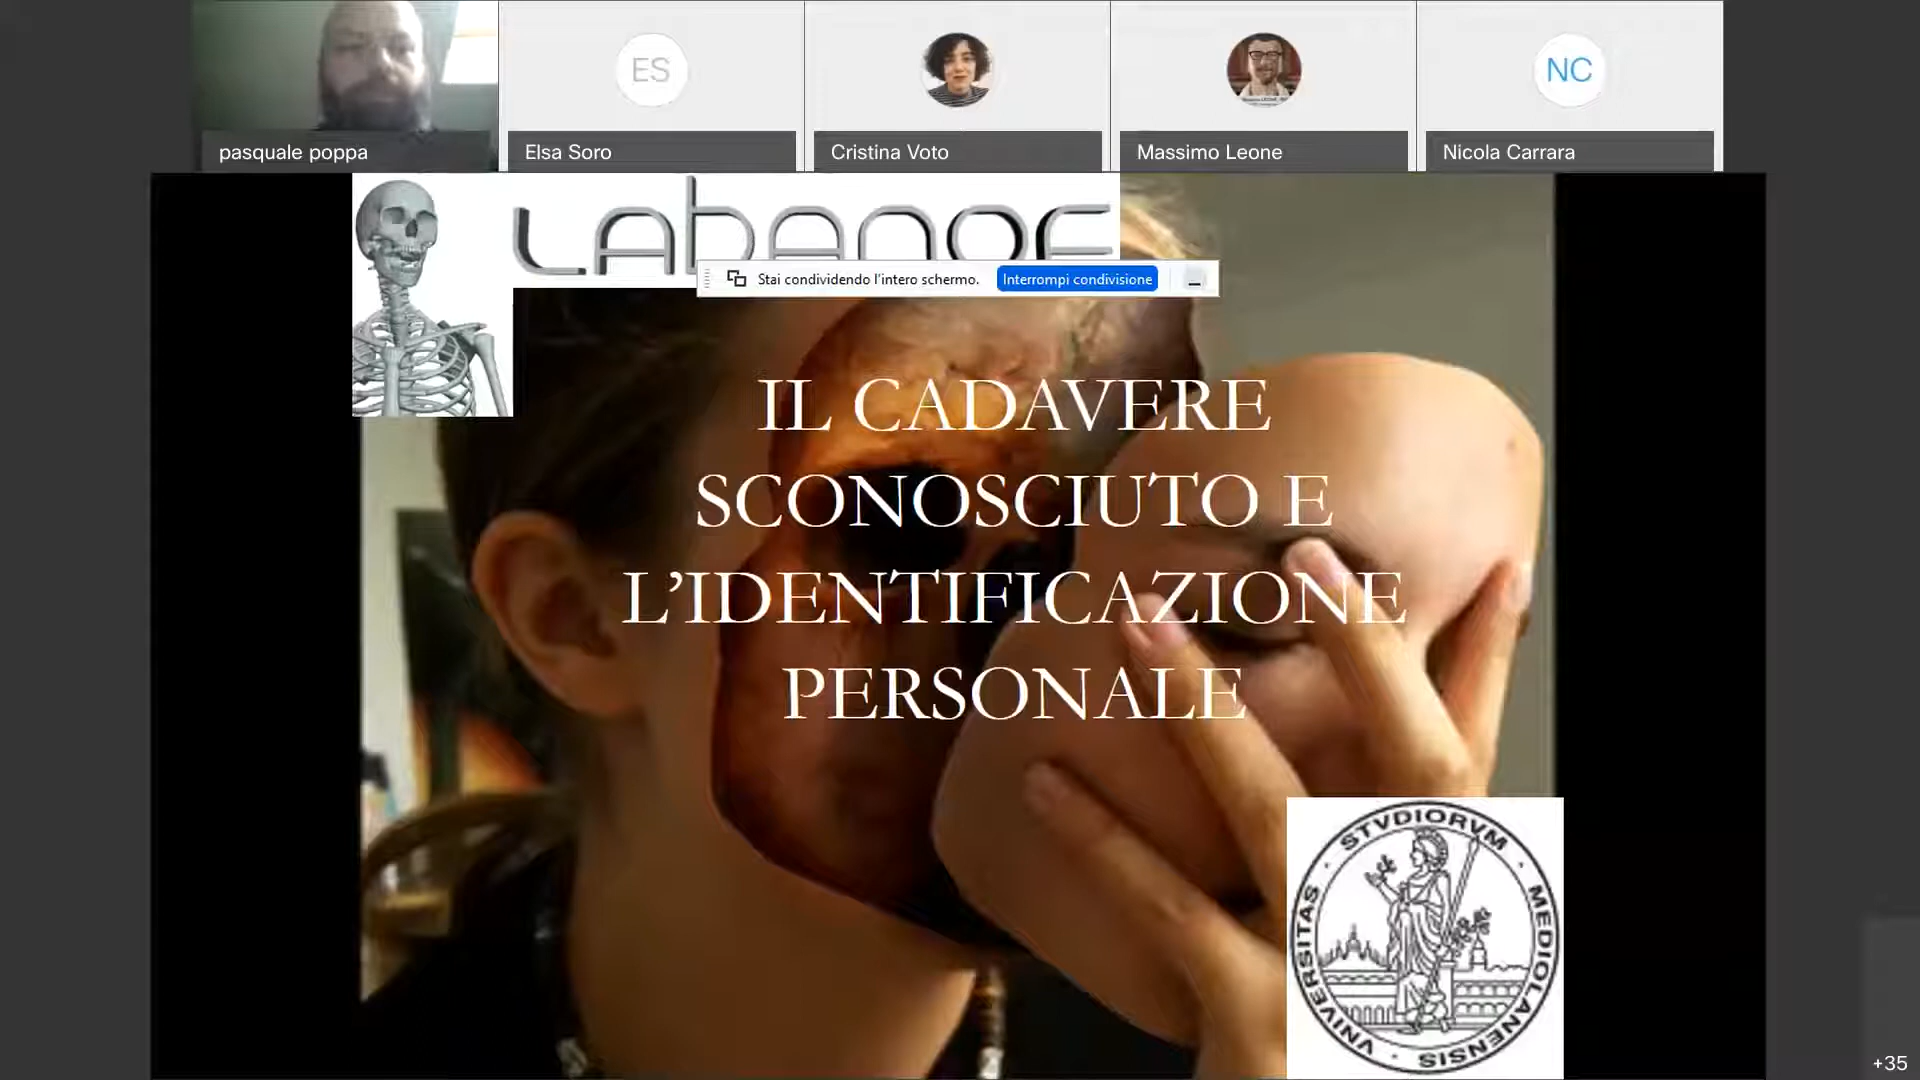 ES
NC
pasquale poppa
Elsa Soro
Cristina Voto
Massimo Leone
Nicola Carrara
LABANOF
Stai condividendo l'intero schermo.
Interrompi condivisione
IL CADAVERE
SCONOSCIUTO E
L’IDENTIFICAZIONE
PERSONALE
VNIVERSITAS · STVDIORVM · MEDIOLANENSIS ·
+35